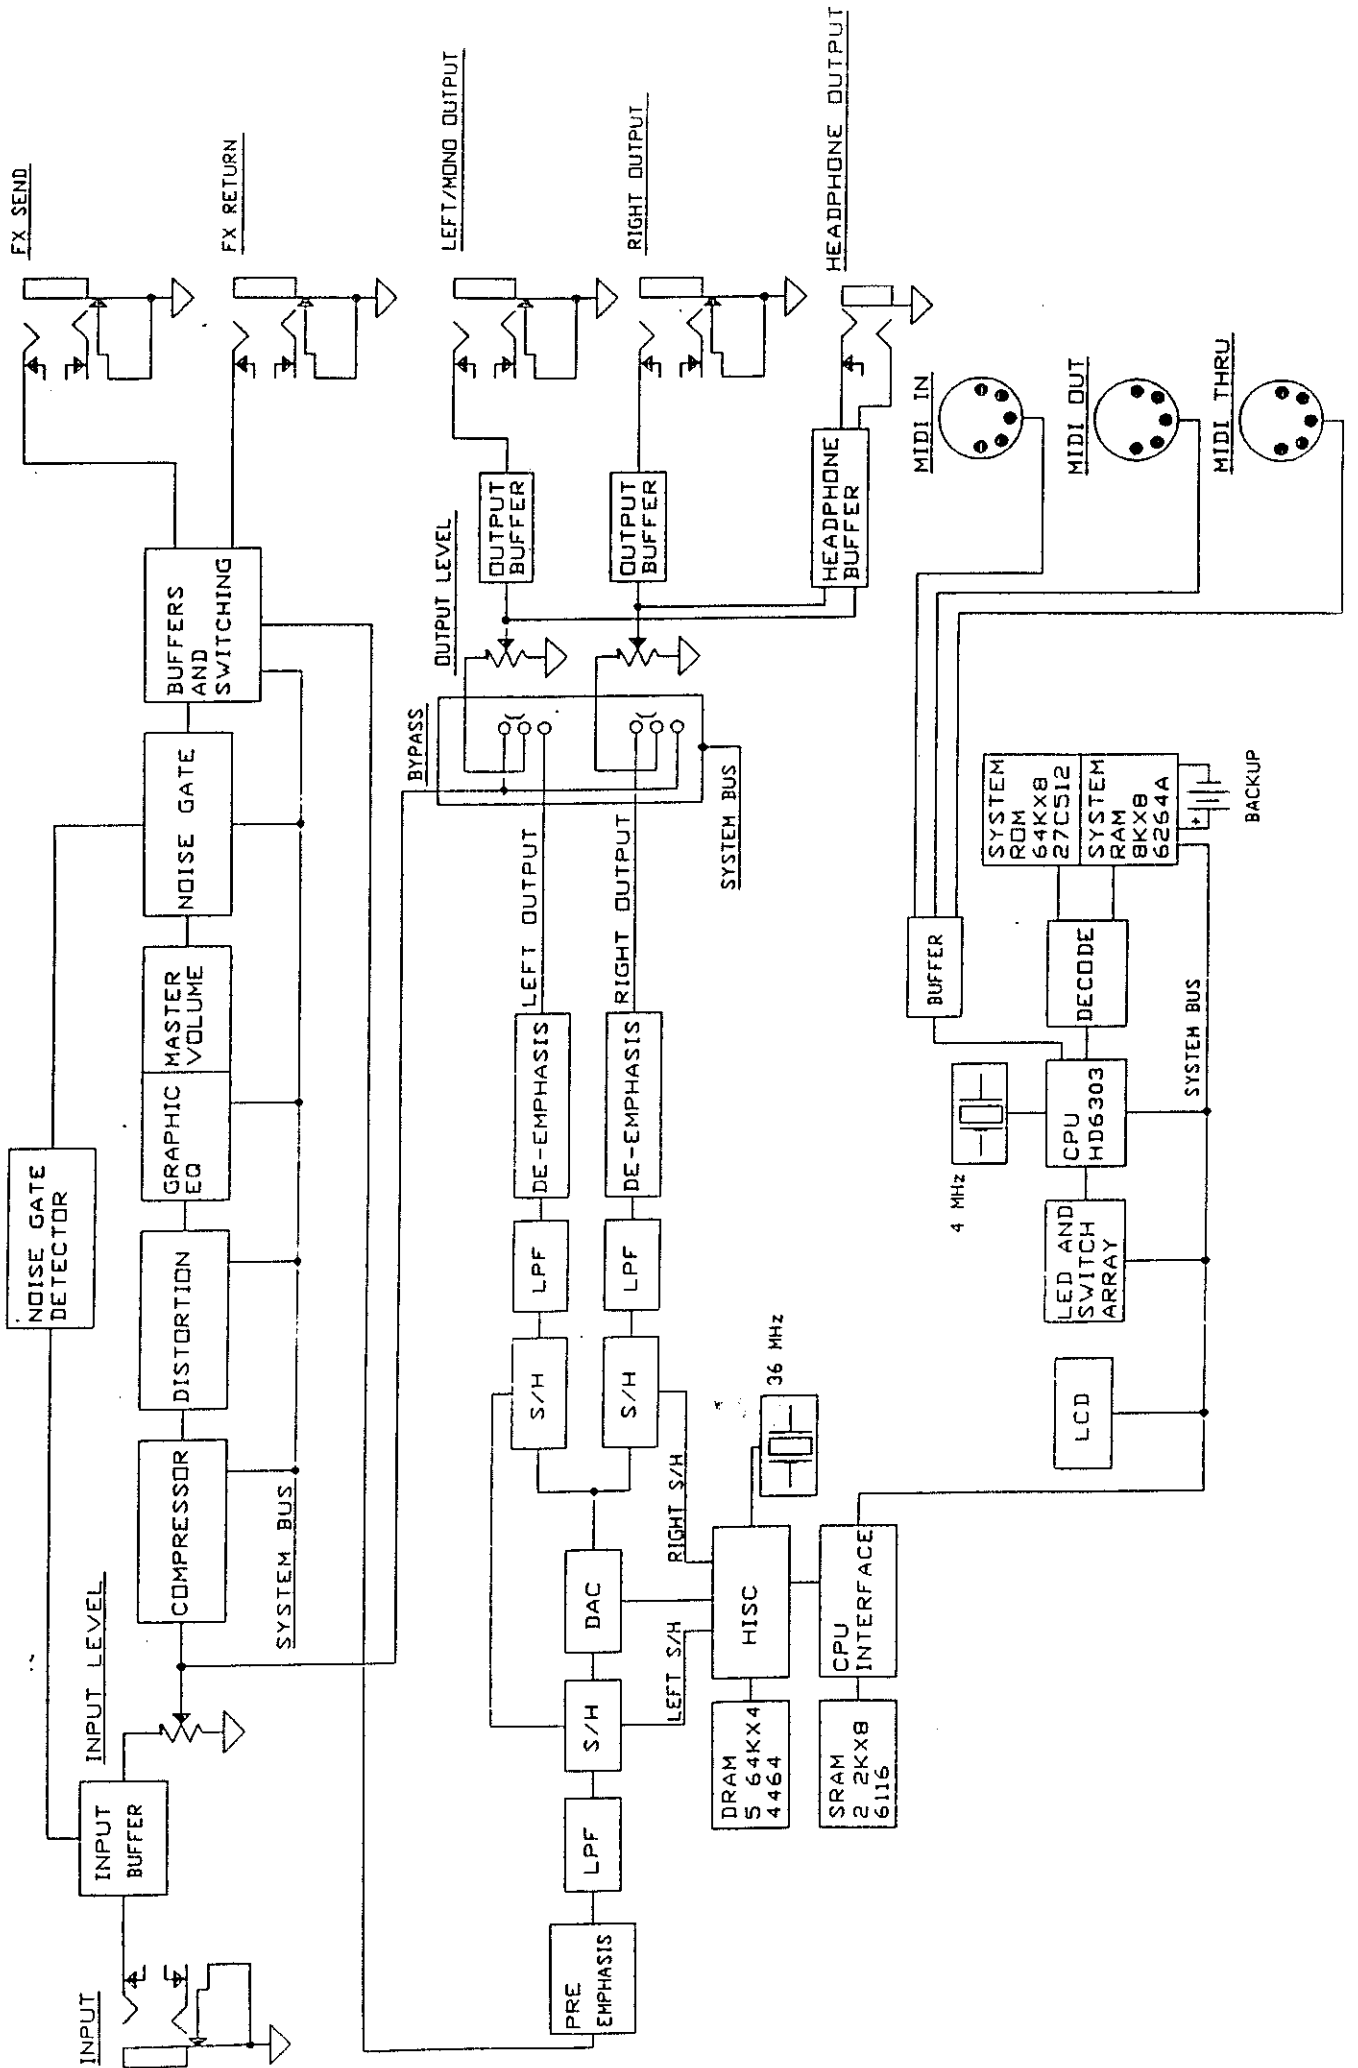 INPUT
INPUT
BUFFER
INPUT LEVEL
NOISE GATE
DETECTOR
COMPRESSOR
DISTORTION
GRAPHIC
EQ
MASTER
VOLUME
NOISE GATE
BUFFERS
AND
SWITCHING
SYSTEM BUS
FX SEND
FX RETURN
PRE
EMPHASIS
LPF
S/H
DAC
S/H
LPF
DE-EMPHASIS
LEFT OUTPUT
S/H
LPF
DE-EMPHASIS
RIGHT OUTPUT
BYPASS
SYSTEM BUS
OUTPUT LEVEL
OUTPUT
BUFFER
LEFT/MONO OUTPUT
OUTPUT
BUFFER
RIGHT OUTPUT
HEADPHONE
BUFFER
HEADPHONE OUTPUT
LEFT S/H
RIGHT S/H
DRAM
5 64KX4
4464
HISC
36 MHz
SRAM
2 2KX8
6116
CPU
INTERFACE
LCD
LED AND
SWITCH
ARRAY
4 MHz
CPU
HD6303
DECODE
BUFFER
SYSTEM
ROM
64KX8
27C512
SYSTEM
RAM
8KX8
6264A
+
BACKUP
SYSTEM BUS
MIDI IN
MIDI OUT
MIDI THRU